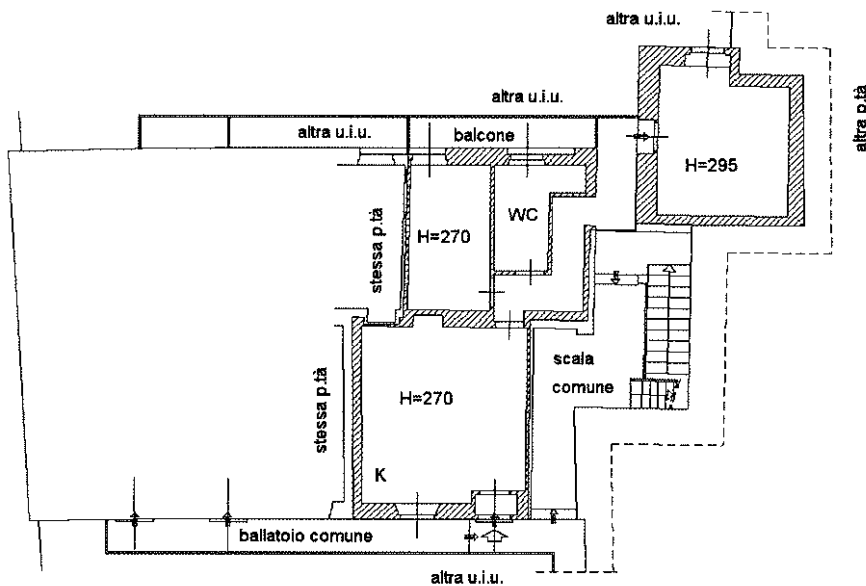 altra u.i.u.
altra p.tà
altra u.i.u.
altra u.i.u.
balcone
H=295
WC
H=270
stessa p.tà
scala
comune
H=270
stessa p.tà
K
ballatoio comune
altra u.i.u.